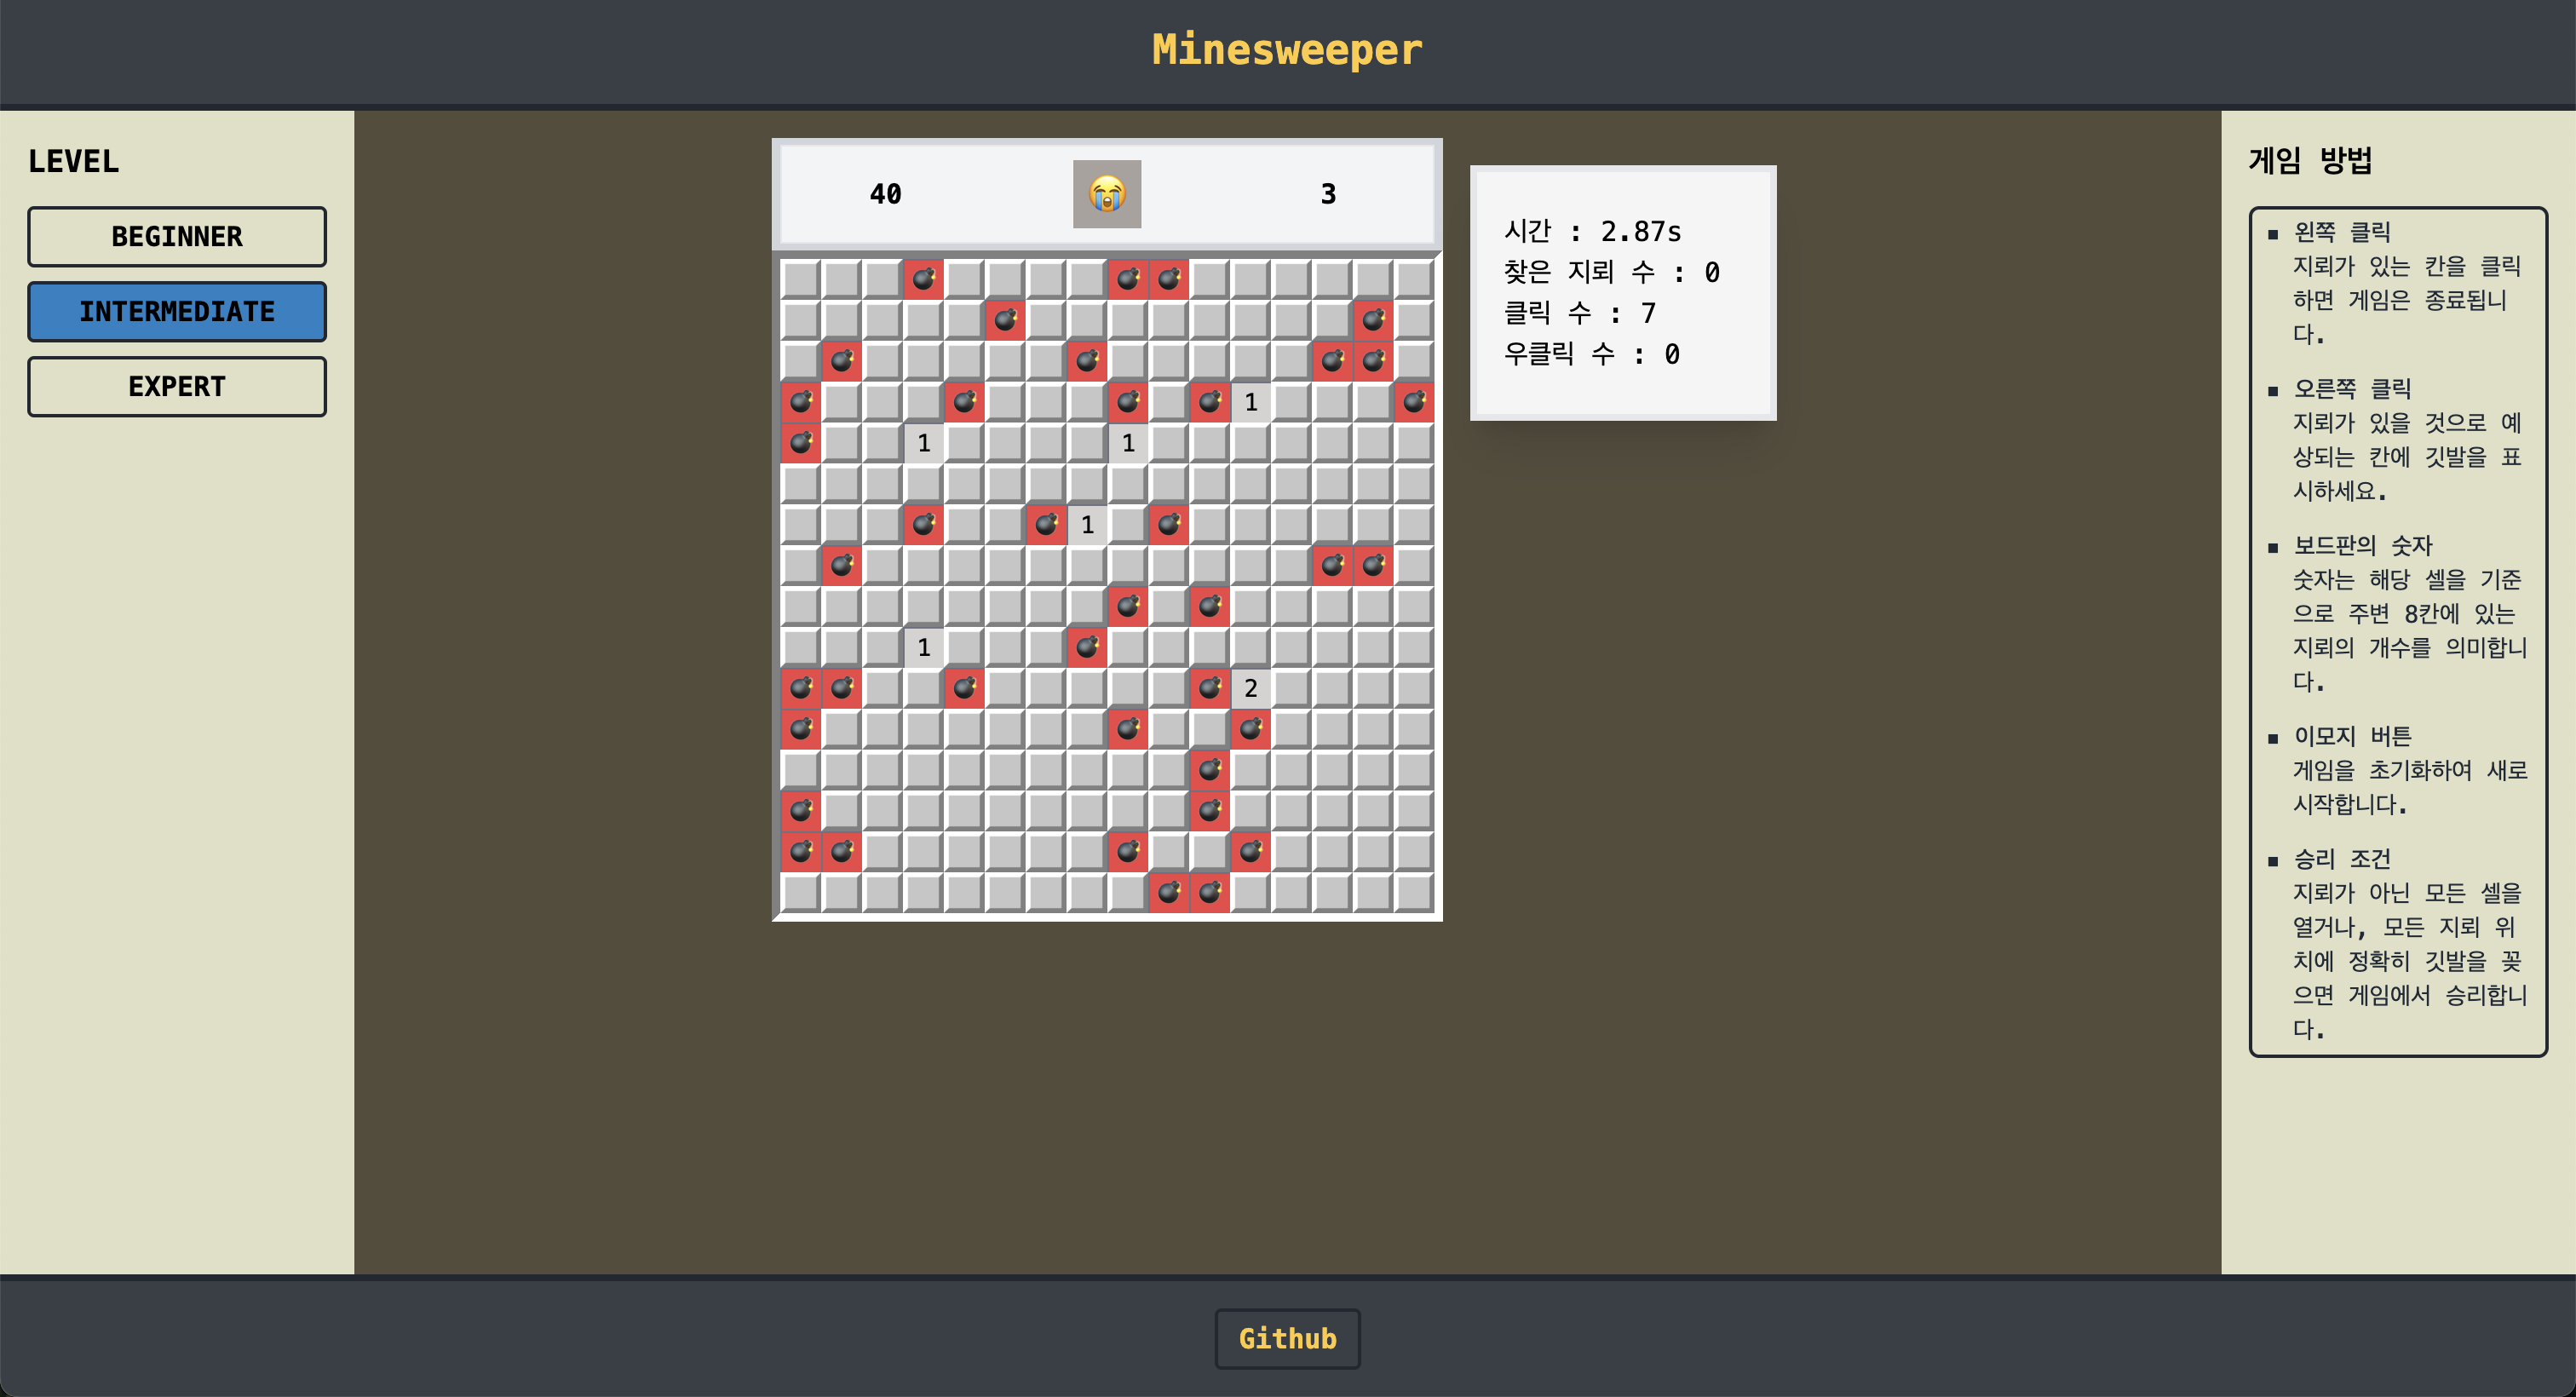 Minesweeper
LEVEL
BEGINNER
INTERMEDIATE
EXPERT
40
3
1
1
1
1
1
2
시간 : 2.87s
찾은 지뢰 수 : 0
클릭 수 : 7
우클릭 수 : 0
게임 방법
왼쪽 클릭
지뢰가 있는 칸을 클릭
하면 게임은 종료됩니
다.
오른쪽 클릭
지뢰가 있을 것으로 예
상되는 칸에 깃발을 표
시하세요.
보드판의 숫자
숫자는 해당 셀을 기준
으로 주변 8칸에 있는
지뢰의 개수를 의미합니
다.
이모지 버튼
게임을 초기화하여 새로
시작합니다.
승리 조건
지뢰가 아닌 모든 셀을
열거나, 모든 지뢰 위
치에 정확히 깃발을 꽂
으면 게임에서 승리합니
다.
Github